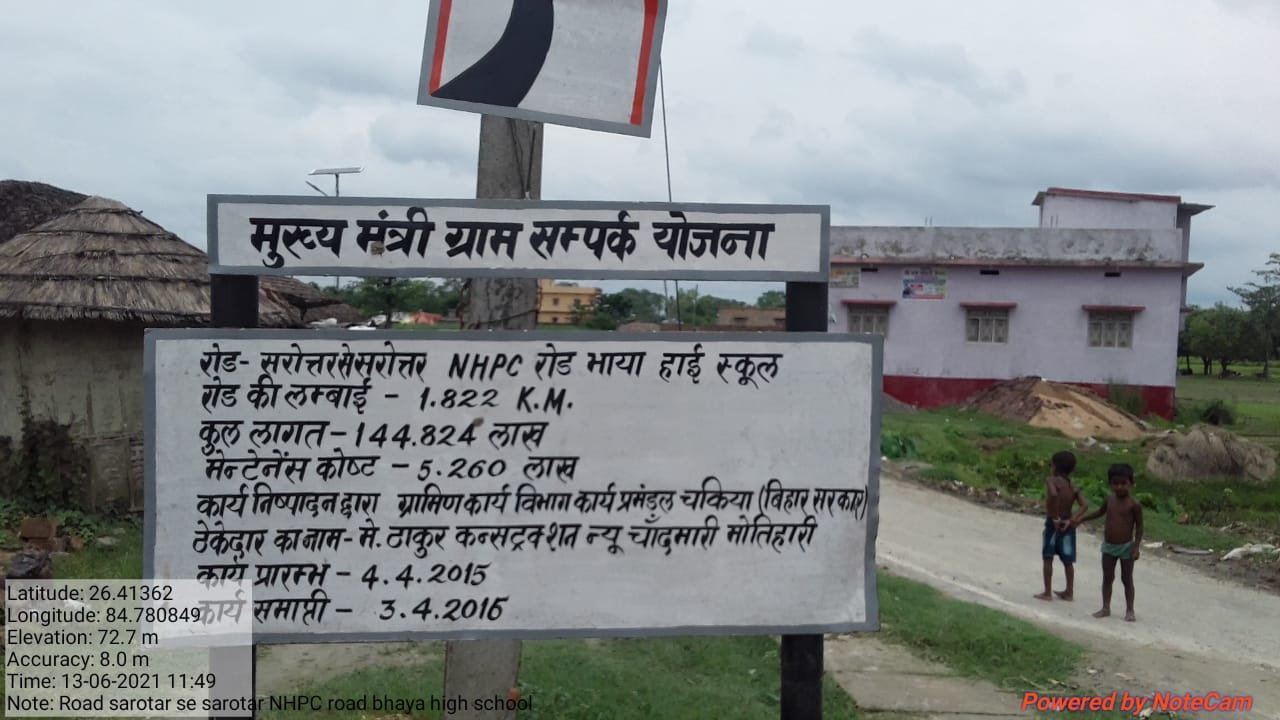 मुख्य मंत्री ग्राम सम्पर्क योजना
रोड- सरोत्तरसेसरोत्तर NHPC रोड भाया हाई स्कूल
रोड की लम्बाई - 1.822 K.M.
कुल लागत - 144.824 लाख
मेन्टेनेंस कोष्ट - 5.260 लाख
कार्य निष्पादन द्वारा ग्रामिण कार्य विभाग कार्य प्रमंडल चकिया (बिहार सरकार)
ठेकेदार का नाम- मे. ठाकुर कन्सट्रक्शन न्यू चाँदमारी मोतिहारी
कार्य प्रारम्भ - 4.4.2015
कार्य समाप्ती - 3.4.2016
Latitude: 26.41362
Longitude: 84.780849
Elevation: 72.7 m
Accuracy: 8.0 m
Time: 13-06-2021 11:49
Note: Road sarotar se sarotar NHPC road bhaya high school
Powered by NoteCam